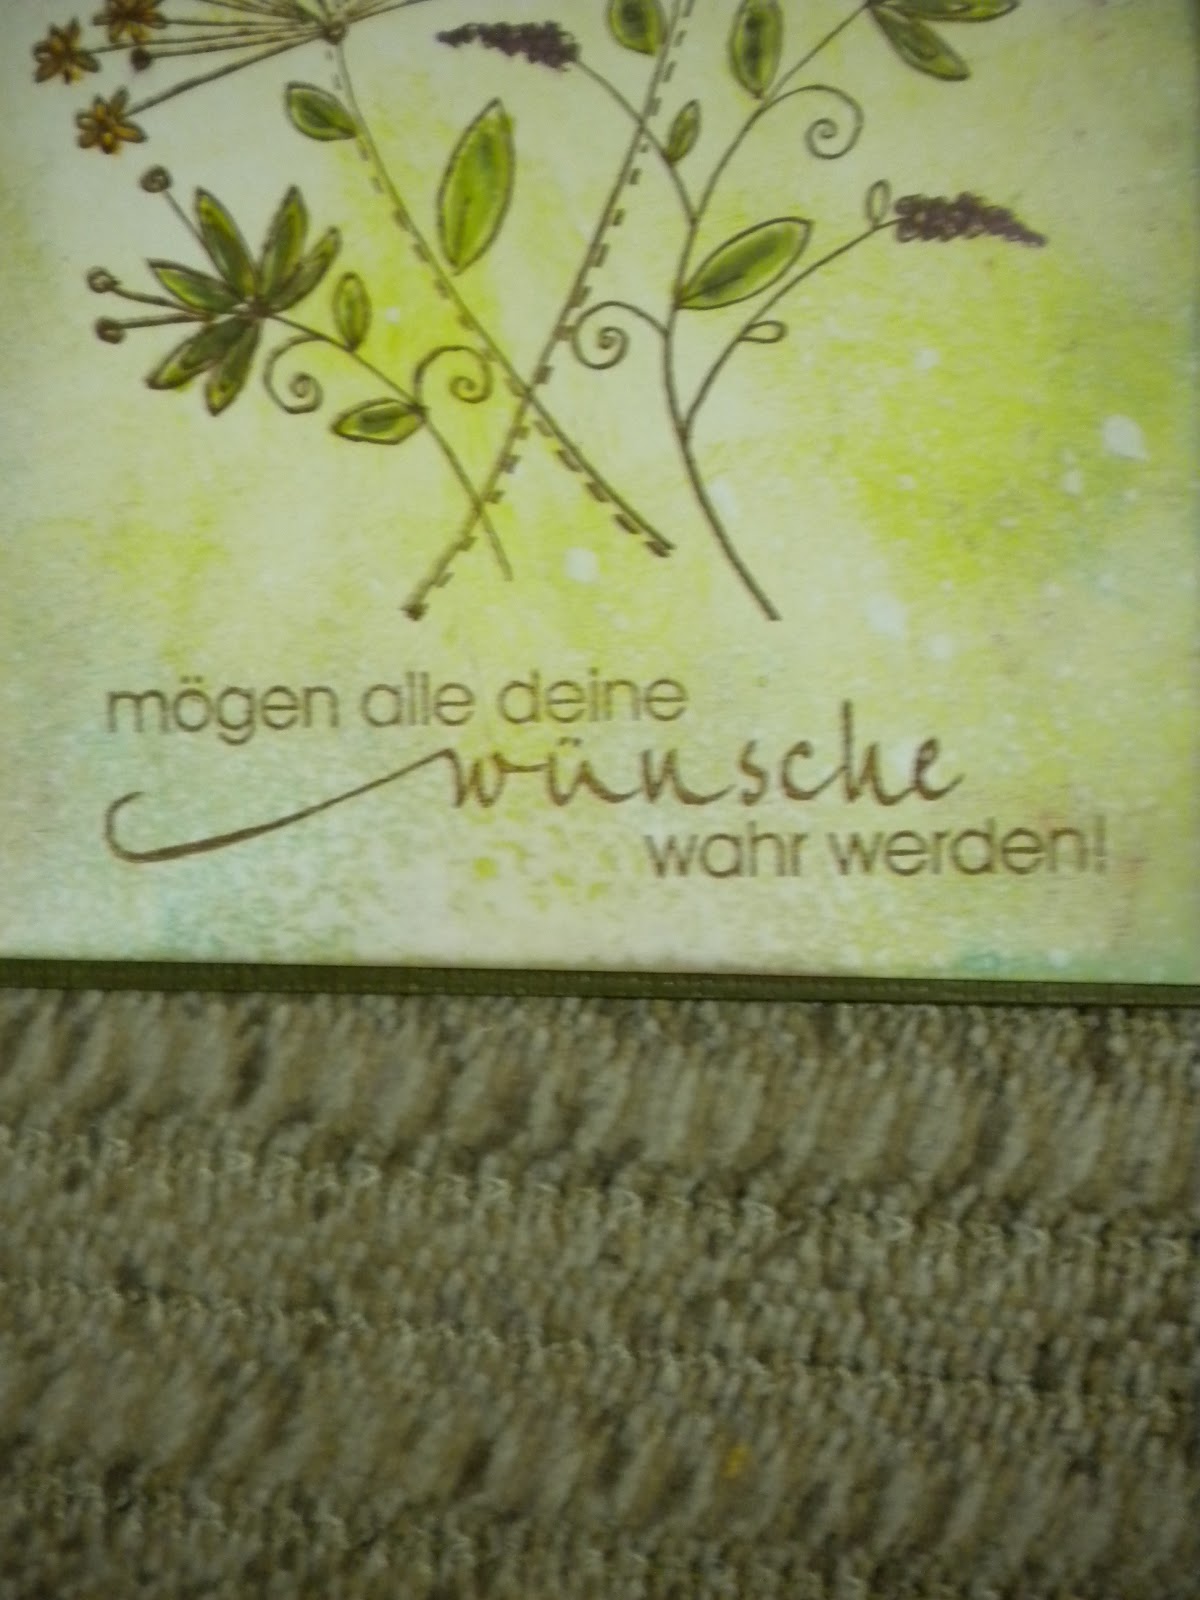 mögen alle deine
wünsche
wahr werden!